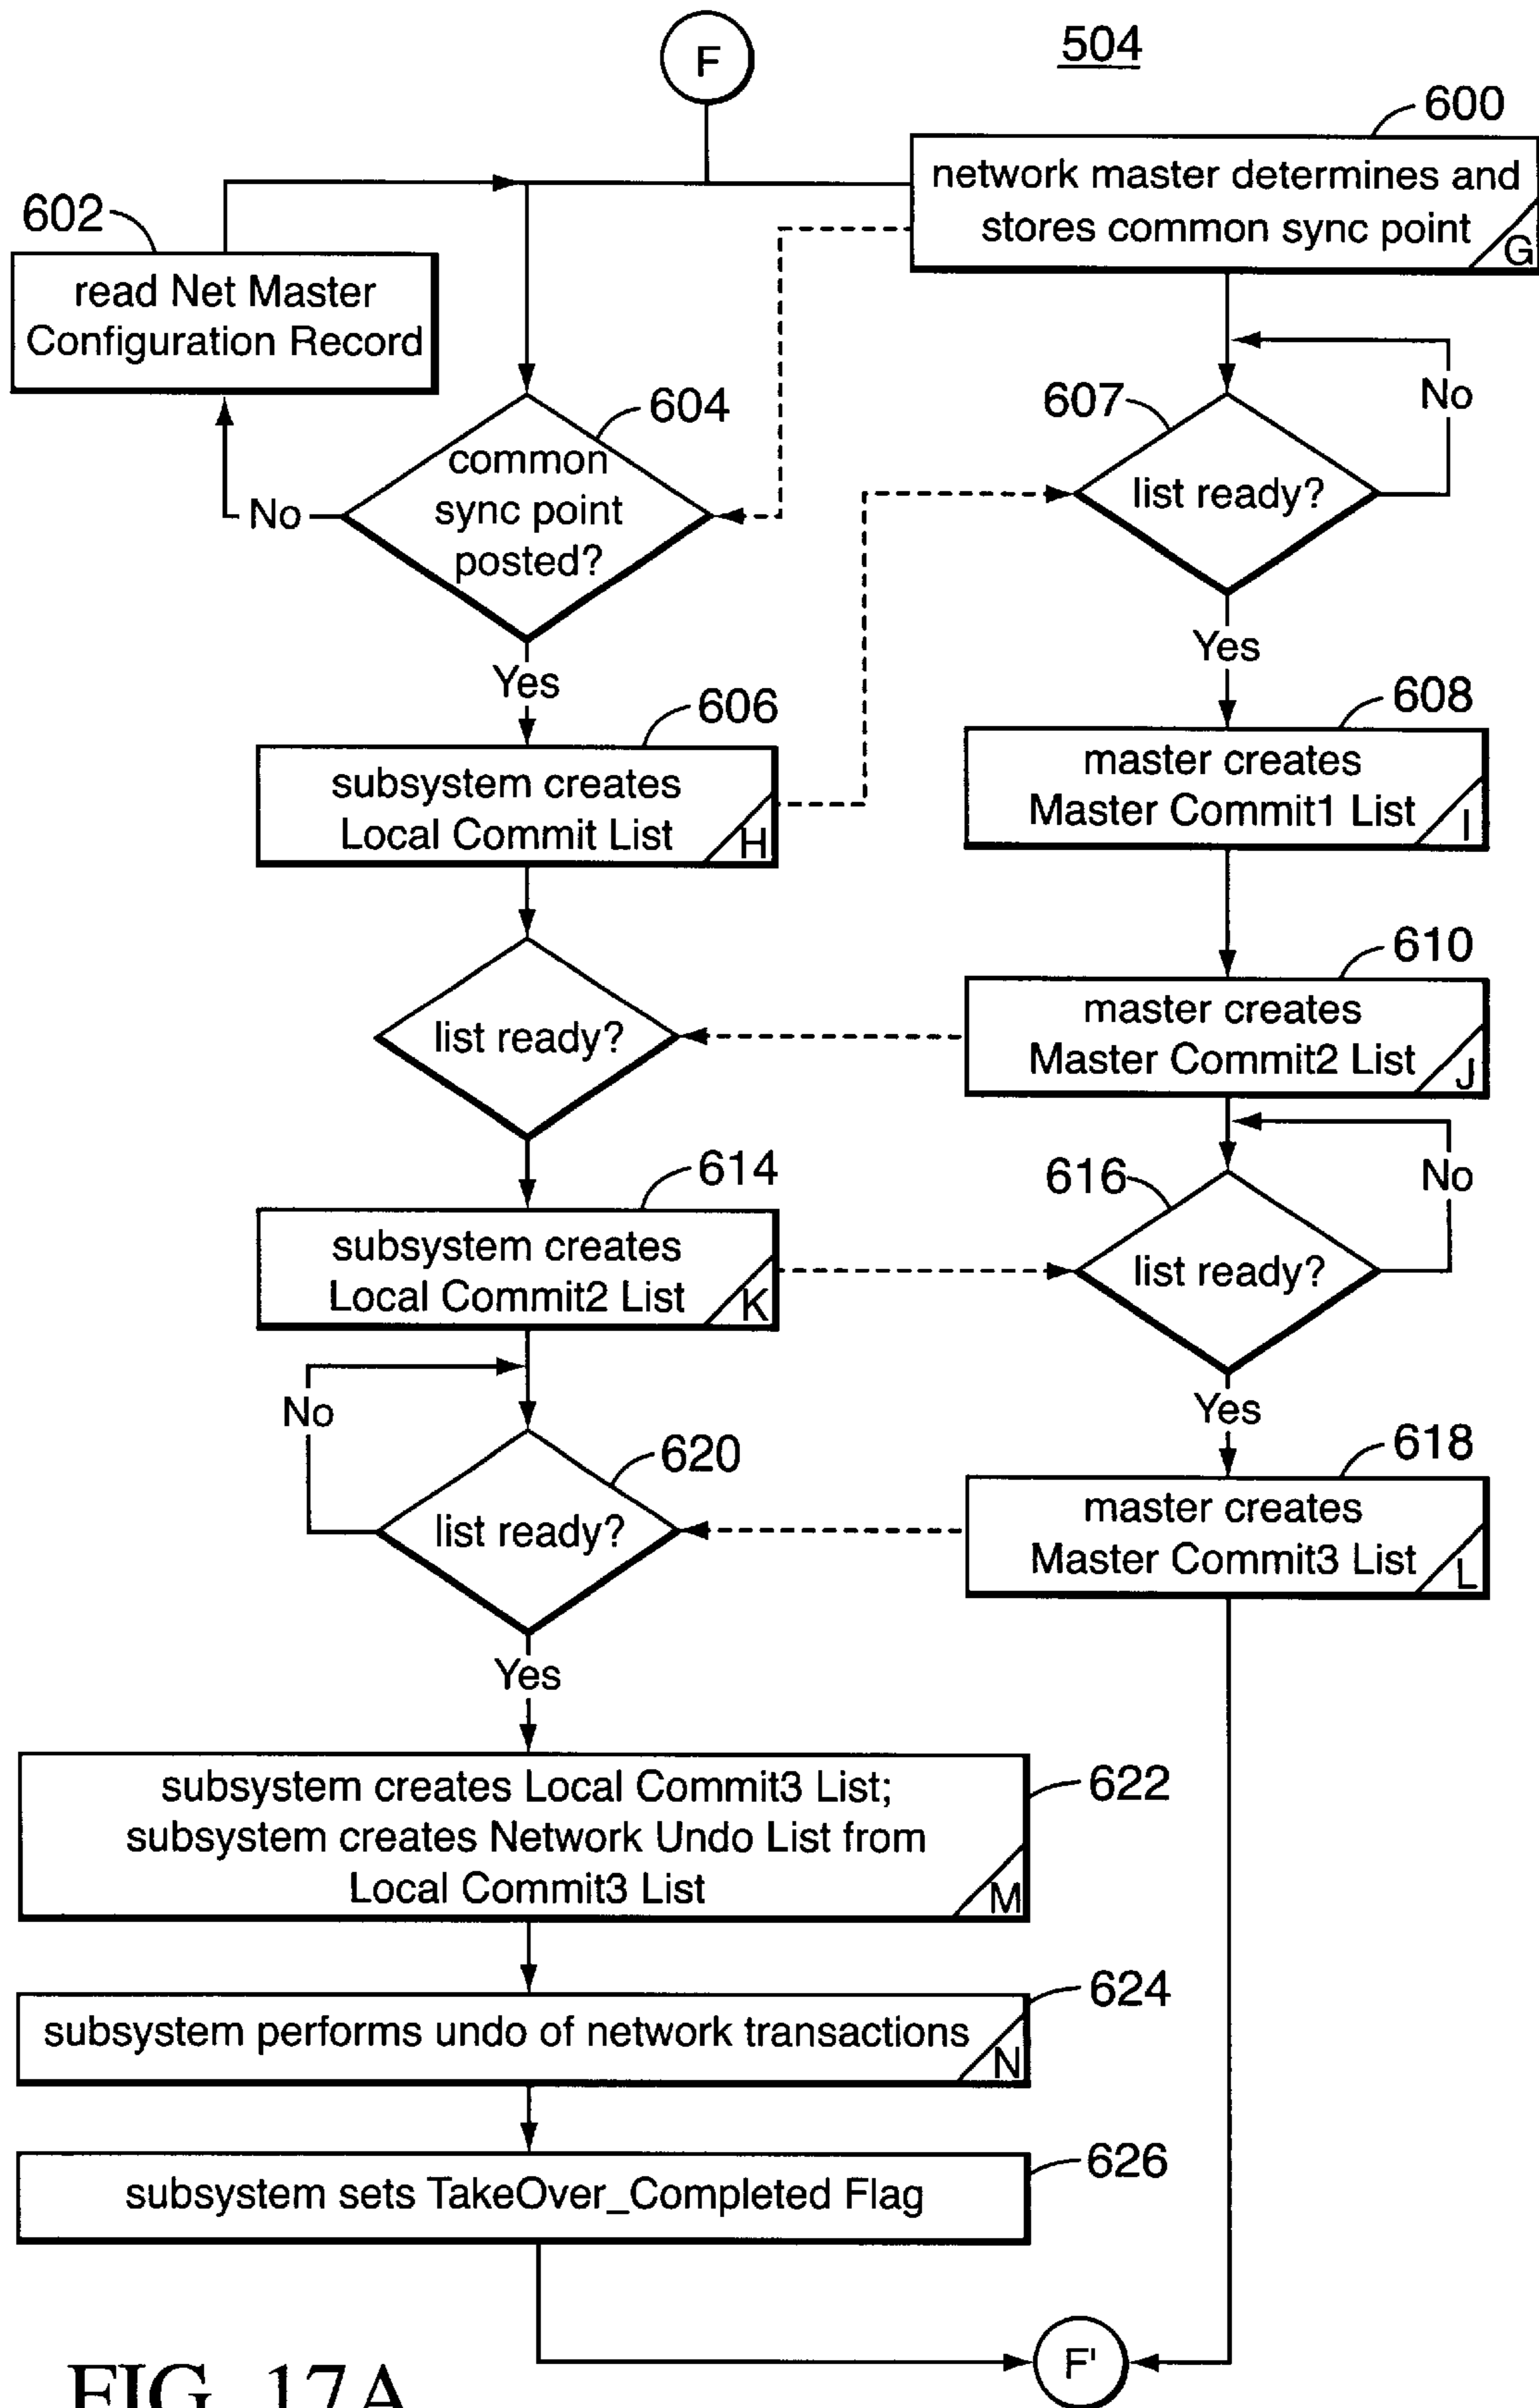 F
504
600
network master determines and
stores common sync point
G
602
read Net Master
Configuration Record
604
common
sync point
posted?
No
Yes
607
list ready?
No
Yes
606
subsystem creates
Local Commit List
H
608
master creates
Master Commit1 List
I
list ready?
610
master creates
Master Commit2 List
J
614
subsystem creates
Local Commit2 List
K
616
list ready?
No
Yes
No
620
list ready?
Yes
618
master creates
Master Commit3 List
L
622
subsystem creates Local Commit3 List;
subsystem creates Network Undo List from
Local Commit3 List
M
624
subsystem performs undo of network transactions
N
626
subsystem sets TakeOver_Completed Flag
F'
FIG. 17A